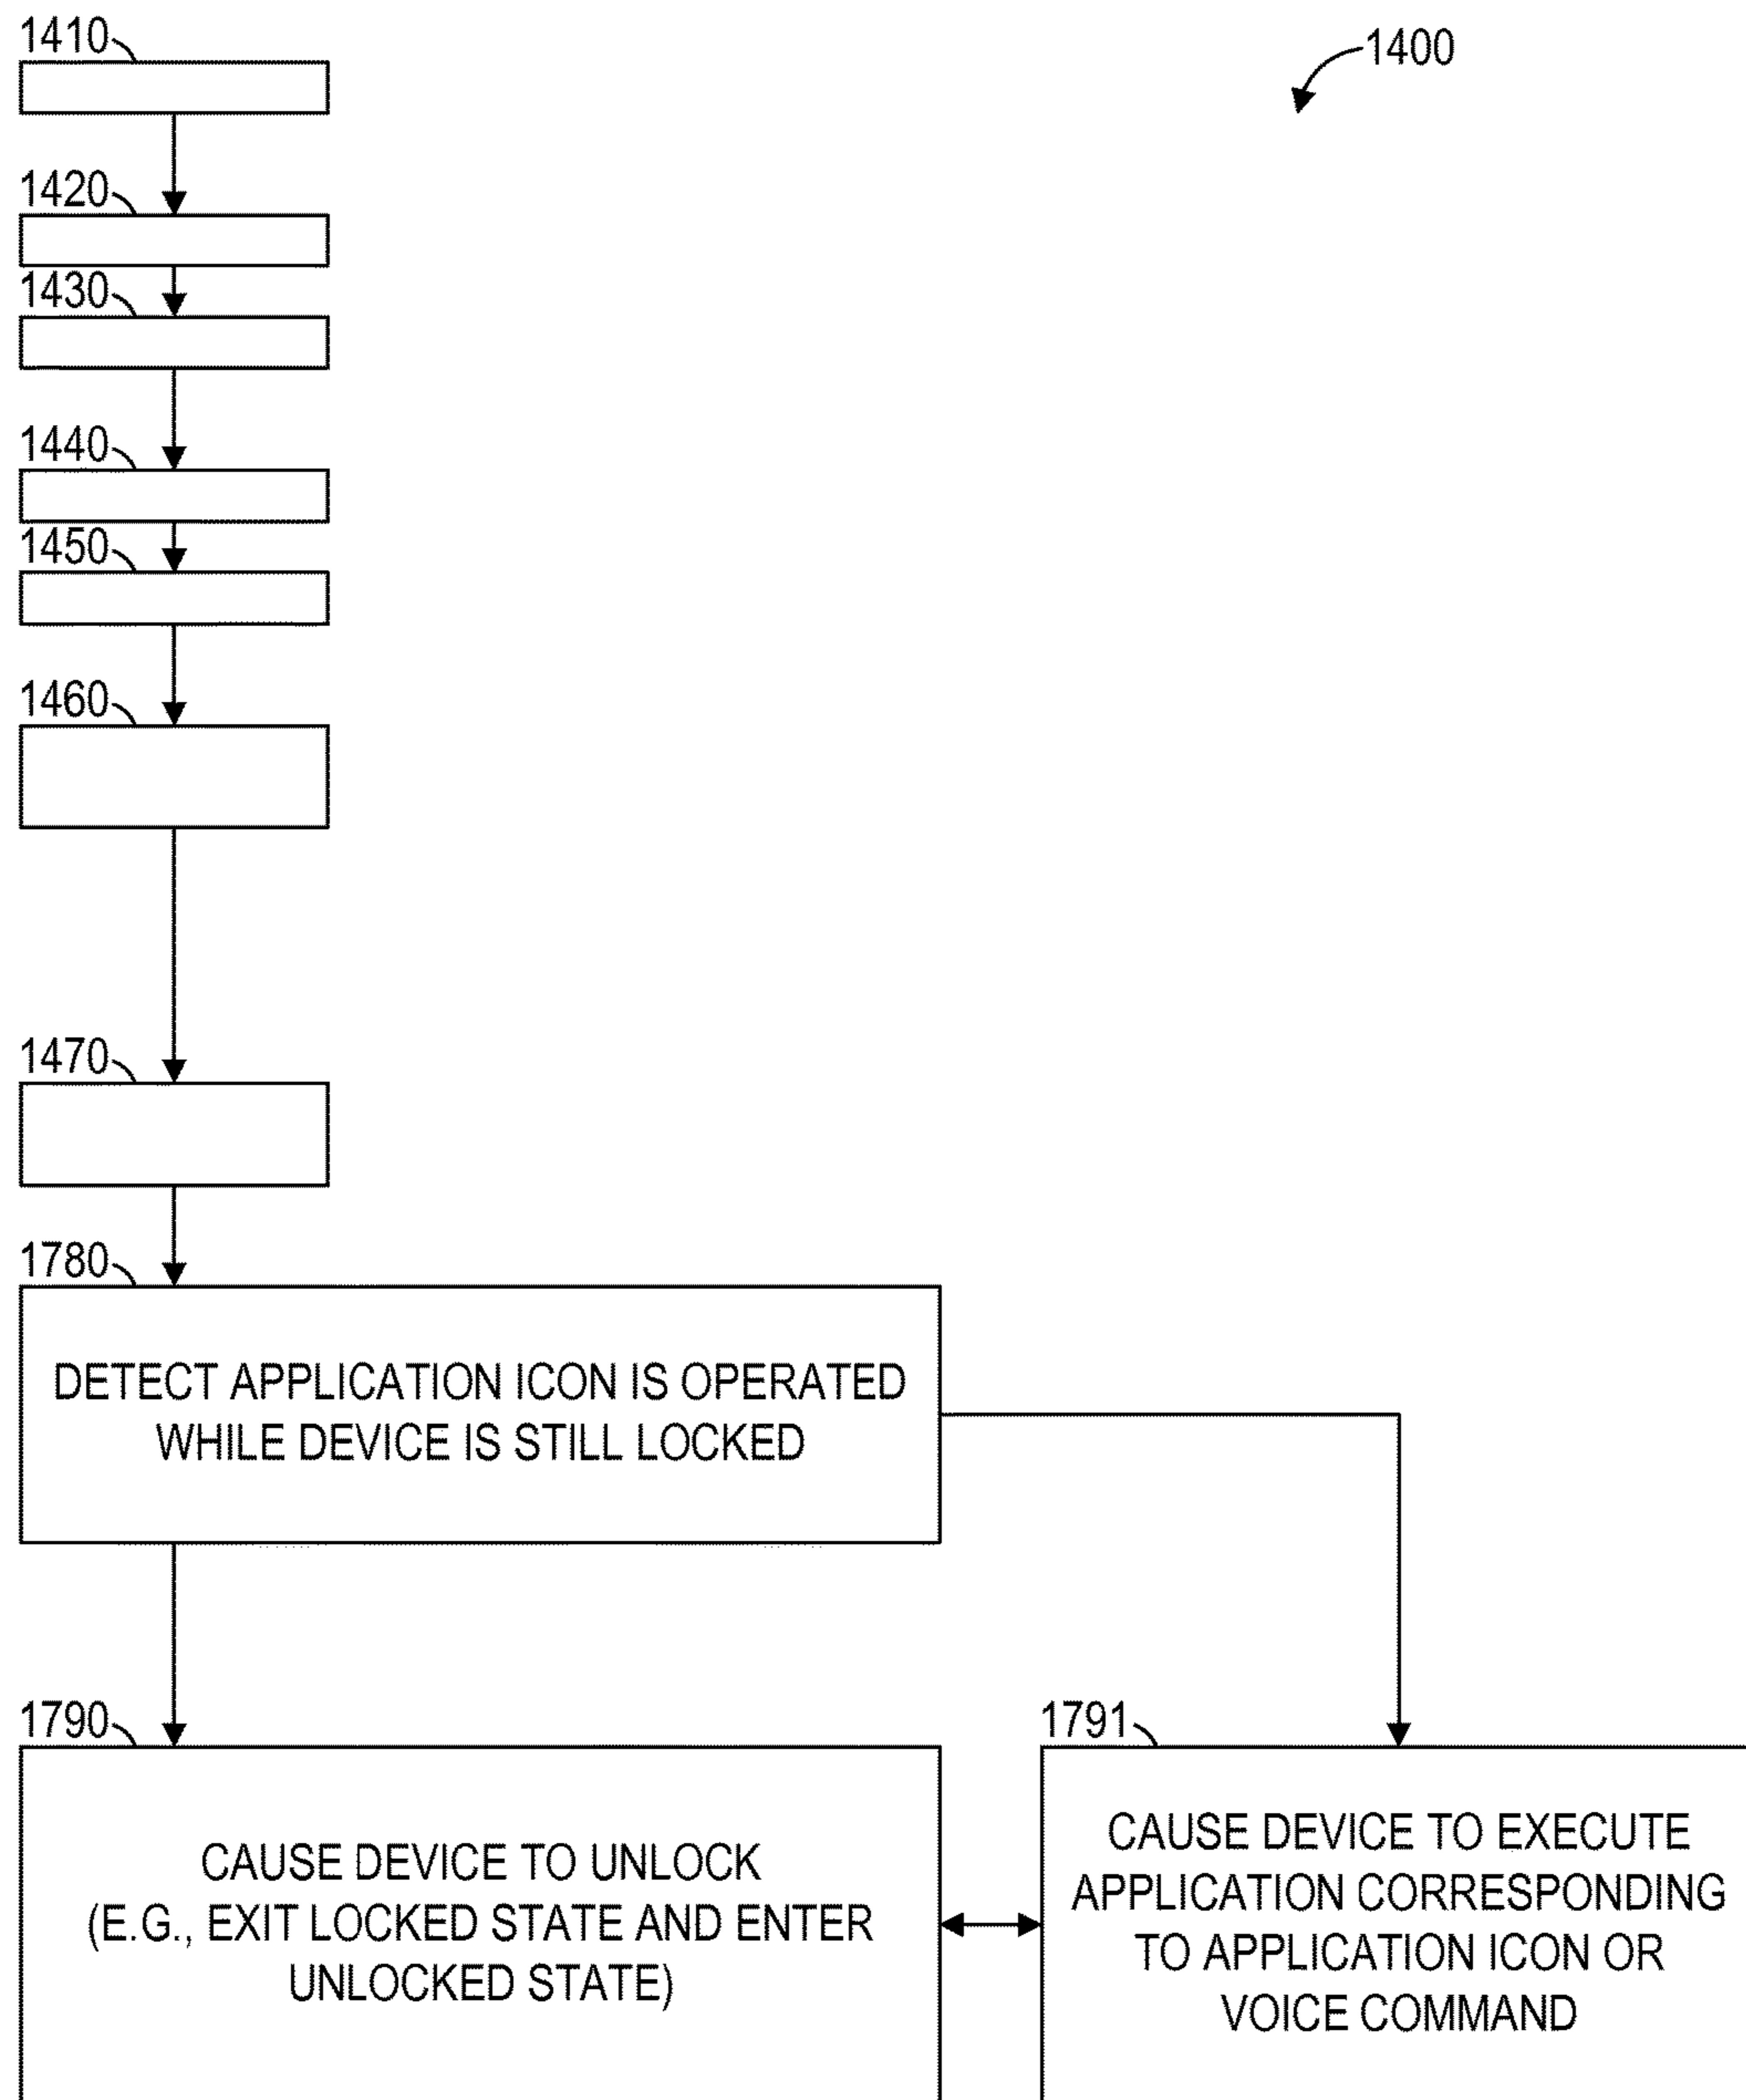 1410
1400
1420
1430
1440
1450
1460
1470
1780
DETECT APPLICATION ICON IS OPERATED
WHILE DEVICE IS STILL LOCKED
1790
CAUSE DEVICE TO UNLOCK
(E.G., EXIT LOCKED STATE AND ENTER
UNLOCKED STATE)
1791
CAUSE DEVICE TO EXECUTE
APPLICATION CORRESPONDING
TO APPLICATION ICON OR
VOICE COMMAND